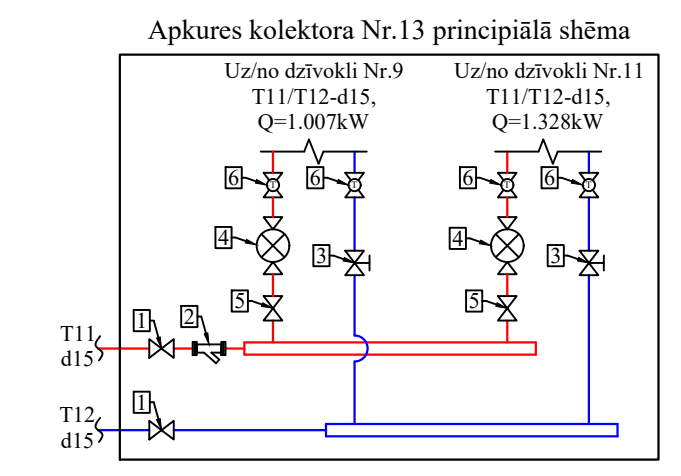 Apkures kolektora Nr.13 principiālā shēma
Uz/no dzīvokli Nr.9
T11/T12-d15,
Q=1.007kW
Uz/no dzīvokli Nr.11
T11/T12-d15,
Q=1.328kW
6
T
6
T
6
T
6
T
4
3
4
3
5
5
T11
d15
1
2
T12
d15
1